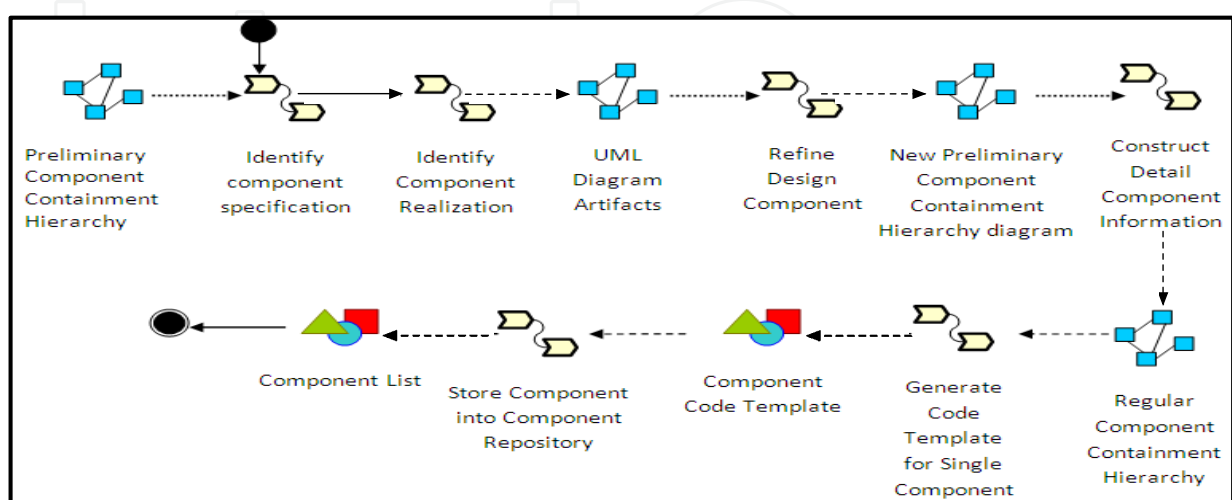 Preliminary
Component
Containment
Hierarchy
Identify
component
specification
Identify
Component
Realization
UML
Diagram
Artifacts
Refine
Design
Component
New Preliminary
Component
Containment
Hierarchy diagram
Construct
Detail
Component
Information
Component List
Store Component
into Component
Repository
Component
Code Template
Generate
Code
Template
for Single
Component
Regular
Component
Containment
Hierarchy